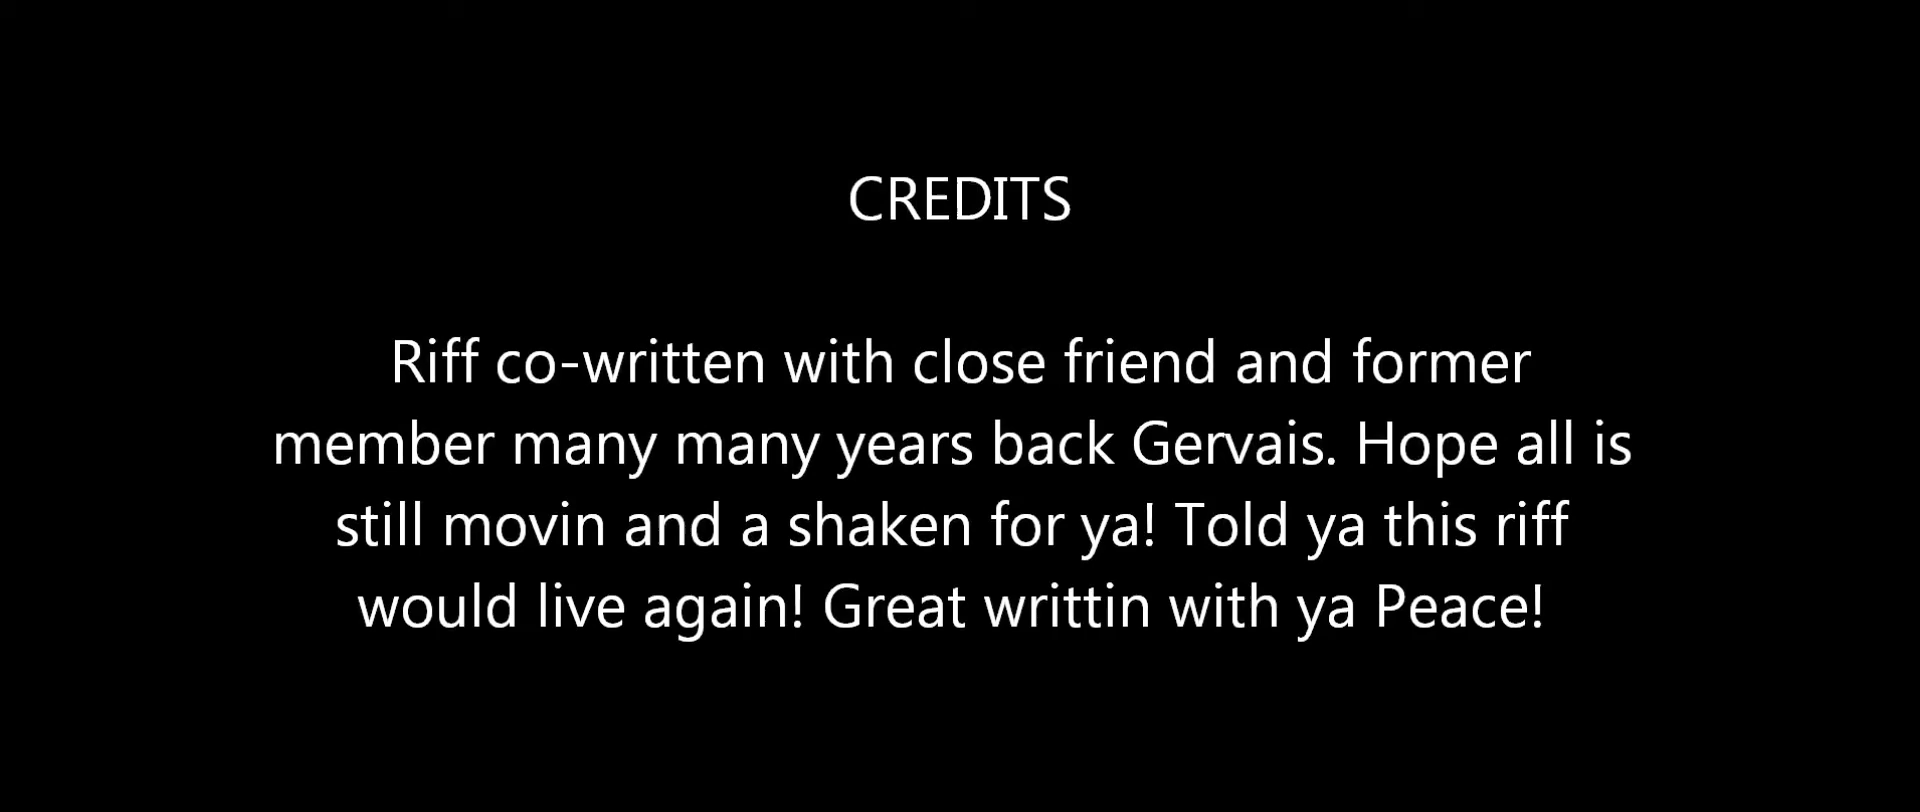 CREDITS
Riff co-written with close friend and former
member many many years back Gervais. Hope all is
still movin and a shaken for ya! Told ya this riff
would live again! Great writtin with ya Peace!